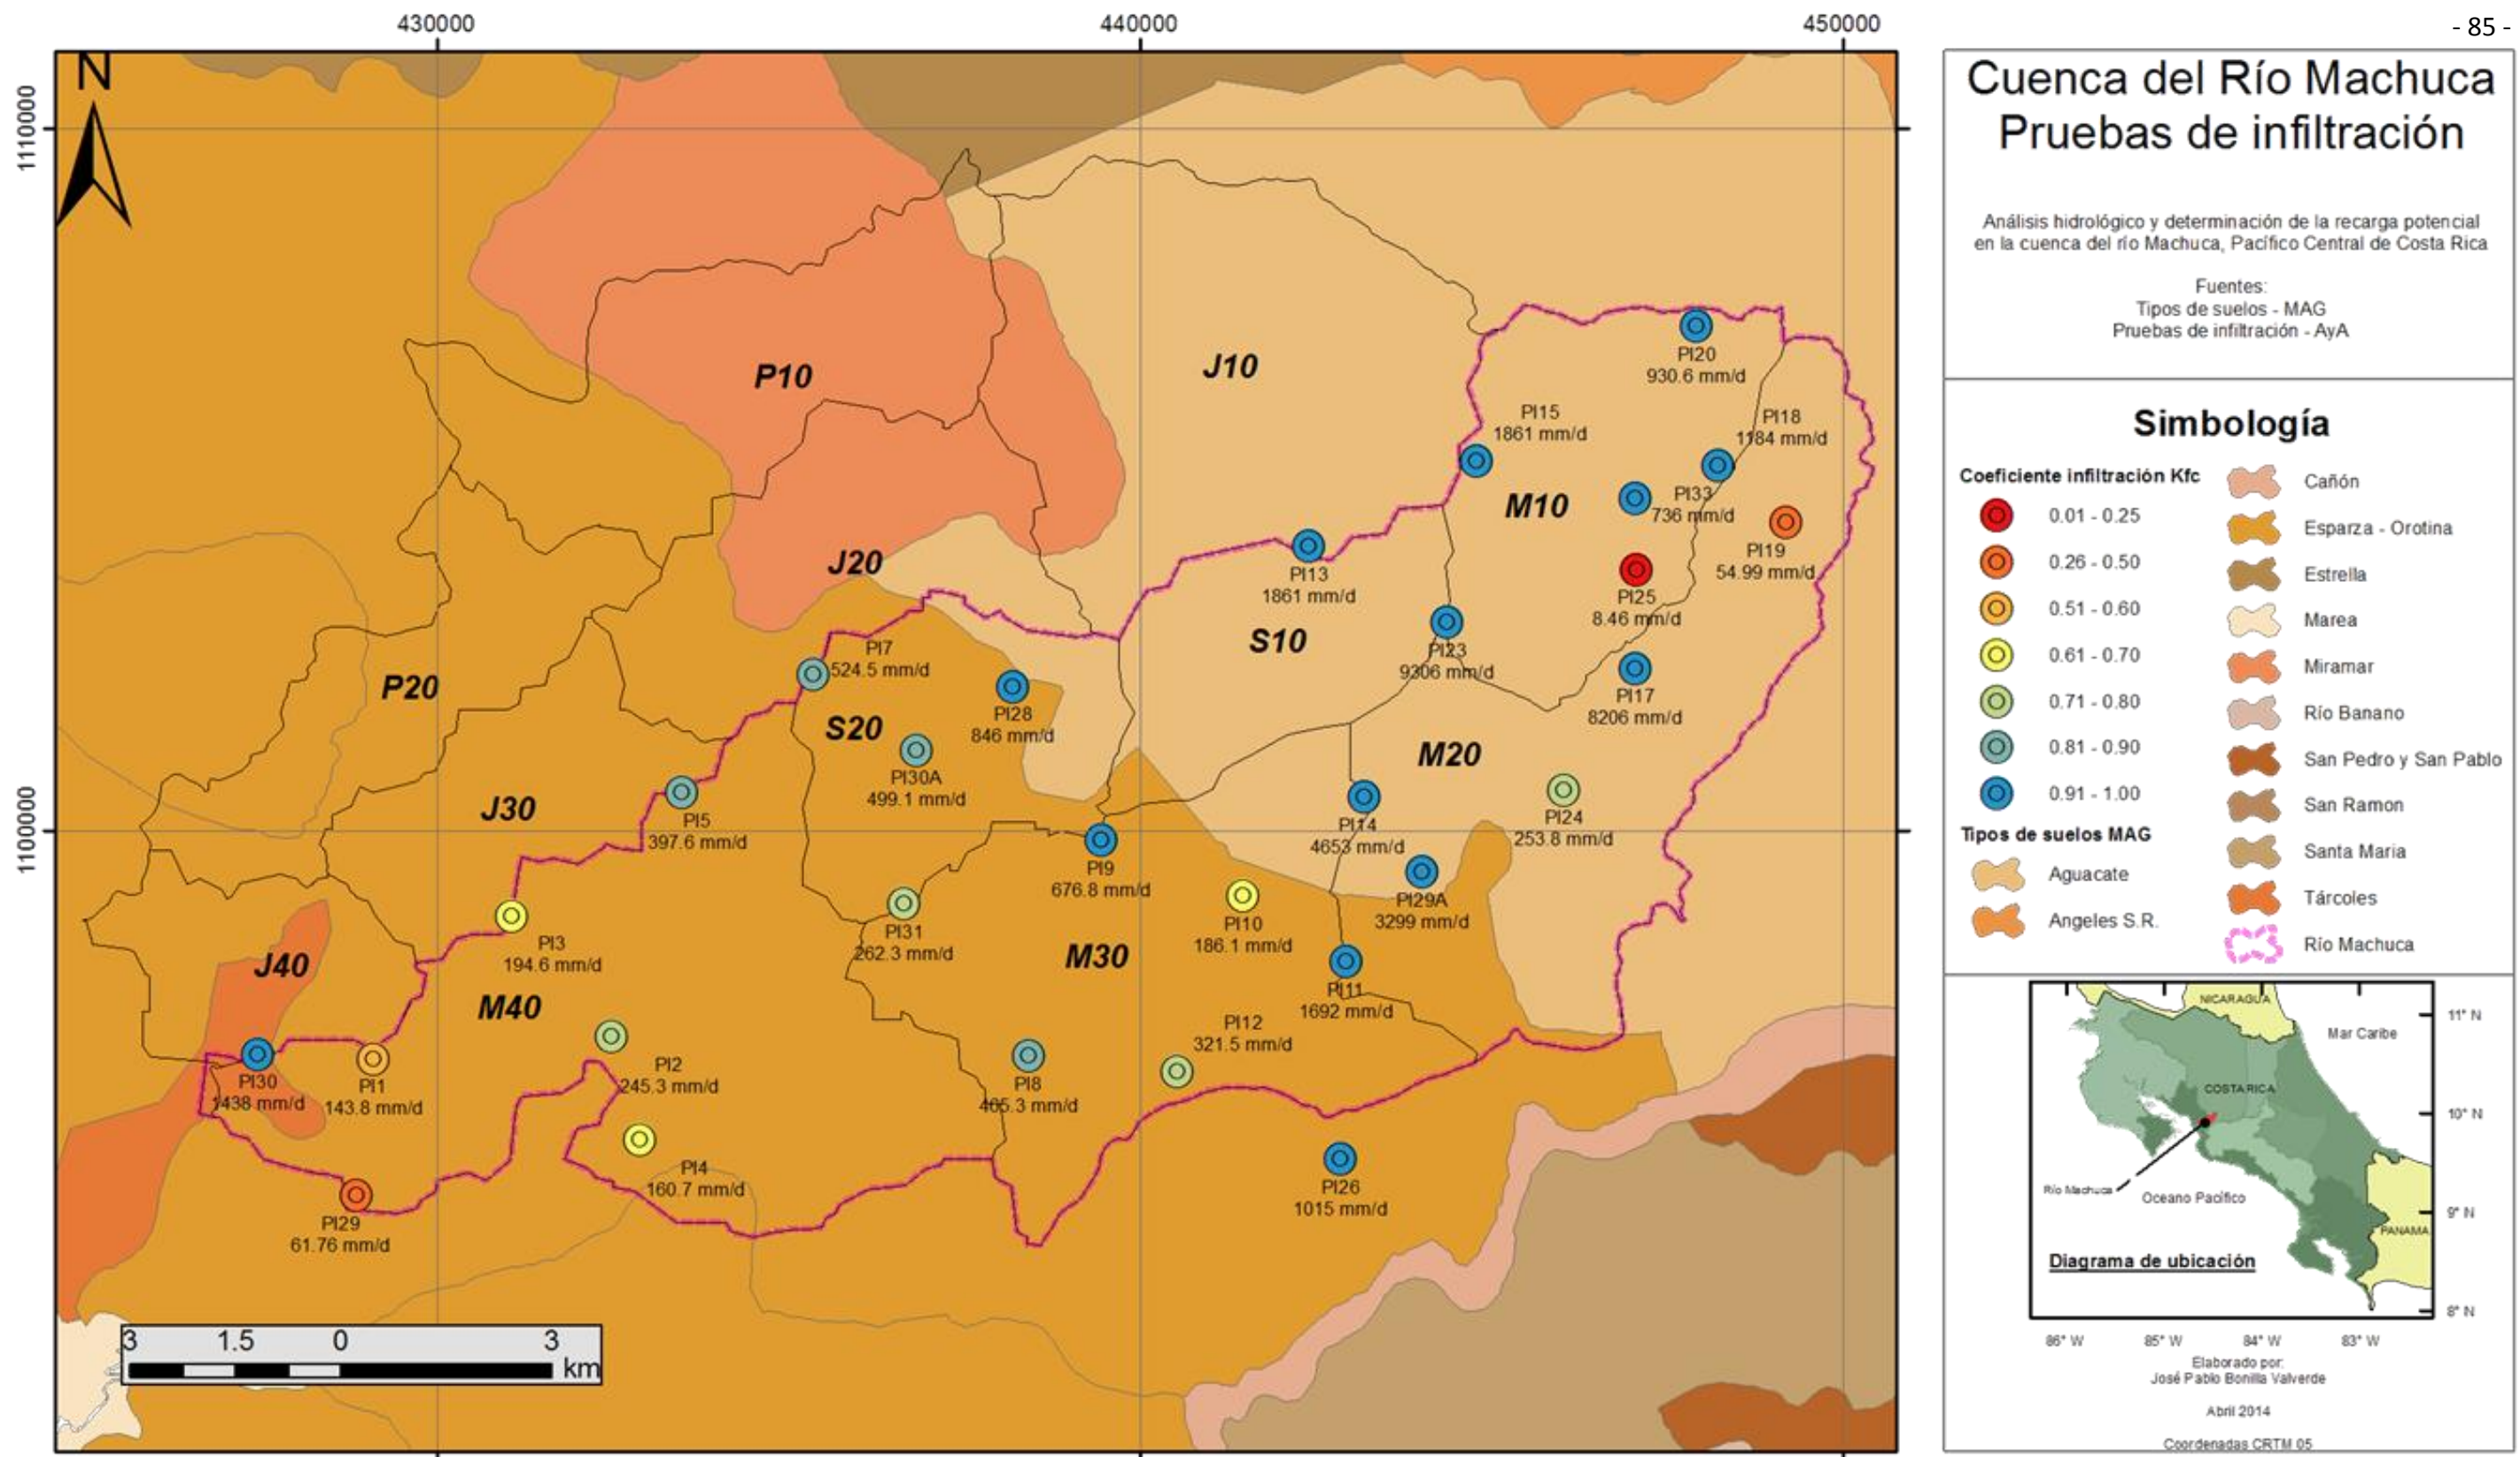 - 85 -
430000
440000
450000
1110000
1100000
N
P10
J10
J20
P20
J30
J40
S10
S20
M10
M20
M30
M40
PI20
930.6 mm/d
PI15
1861 mm/d
PI18
1184 mm/d
PI33
736 mm/d
PI19
54.99 mm/d
PI13
1861 mm/d
PI25
8.46 mm/d
PI23
9306 mm/d
PI17
8206 mm/d
PI7
524.5 mm/d
PI28
846 mm/d
PI30A
499.1 mm/d
PI5
397.6 mm/d
PI14
4653 mm/d
PI24
253.8 mm/d
PI9
676.8 mm/d
PI29A
3299 mm/d
PI31
262.3 mm/d
PI10
186.1 mm/d
PI3
194.6 mm/d
PI11
1692 mm/d
PI12
321.5 mm/d
PI30
1438 mm/d
PI1
143.8 mm/d
PI2
245.3 mm/d
PI8
465.3 mm/d
PI4
160.7 mm/d
PI26
1015 mm/d
PI29
61.76 mm/d
3 1.5 0 3
km
Cuenca del Río Machuca
Pruebas de infiltración
Análisis hidrológico y determinación de la recarga potencial
en la cuenca del río Machuca, Pacífico Central de Costa Rica
Fuentes:
Tipos de suelos - MAG
Pruebas de infiltración - AyA
Simbología
Coeficiente infiltración Kfc
0.01 - 0.25
0.26 - 0.50
0.51 - 0.60
0.61 - 0.70
0.71 - 0.80
0.81 - 0.90
0.91 - 1.00
Tipos de suelos MAG
Aguacate
Angeles S.R.
Cañón
Esparza - Orotina
Estrella
Marea
Miramar
Río Banano
San Pedro y San Pablo
San Ramon
Santa Maria
Tárcoles
Río Machuca
NICARAGUA
Mar Caribe
COSTA RICA
Río Machuca
Oceano Pacífico
PANAMA
Diagrama de ubicación
11° N
10° N
9° N
8° N
86° W
85° W
84° W
83° W
Elaborado por:
José Pablo Bonilla Valverde
Abril 2014
Coordenadas CRTM 05